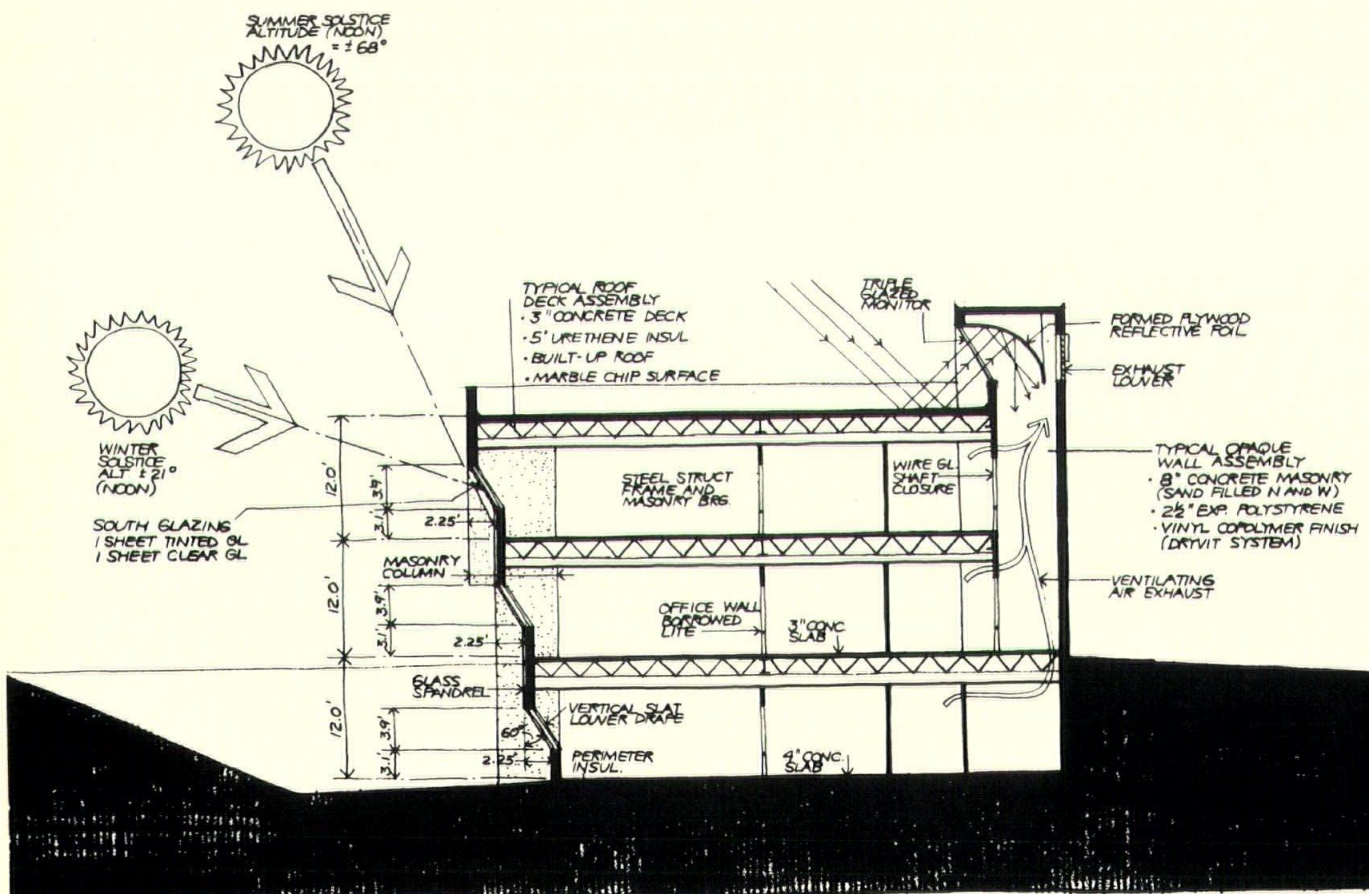 SUMMER SOLSTICE
ALTITUDE (NOON)
= ± 68°
WINTER
SOLSTICE
ALT ± 21°
(NOON)
SOUTH GLAZING
1 SHEET TINTED GL
1 SHEET CLEAR GL
TYPICAL ROOF
DECK ASSEMBLY
• 3" CONCRETE DECK
• 5' URETHENE INSUL
• BUILT-UP ROOF
• MARBLE CHIP SURFACE
TRIPLE
GLAZED
MONITOR
FORMED PLYWOOD
REFLECTIVE FOIL
EXHAUST
LOUVER
TYPICAL OPAQUE
WALL ASSEMBLY
• 8" CONCRETE MASONRY
(SAND FILLED N AND W)
• 2½" EXP. POLYSTYRENE
• VINYL COPOLYMER FINISH
(DRYVIT SYSTEM)
VENTILATING
AIR EXHAUST
STEEL STRUCT
FRAME AND
MASONRY BRG.
WIRE GL.
SHAFT
CLOSURE
12.0'
3.9'
3.1'
2.25'
MASONRY
COLUMN
12.0'
3.9'
3.1'
2.25'
OFFICE WALL
BORROWED
LITE
3" CONC
SLAB
GLASS
SPANDREL
VERTICAL SLAT
LOUVER DRAPE
12.0'
3.9'
3.1'
60°
2.25'
PERIMETER
INSUL.
4" CONC.
SLAB